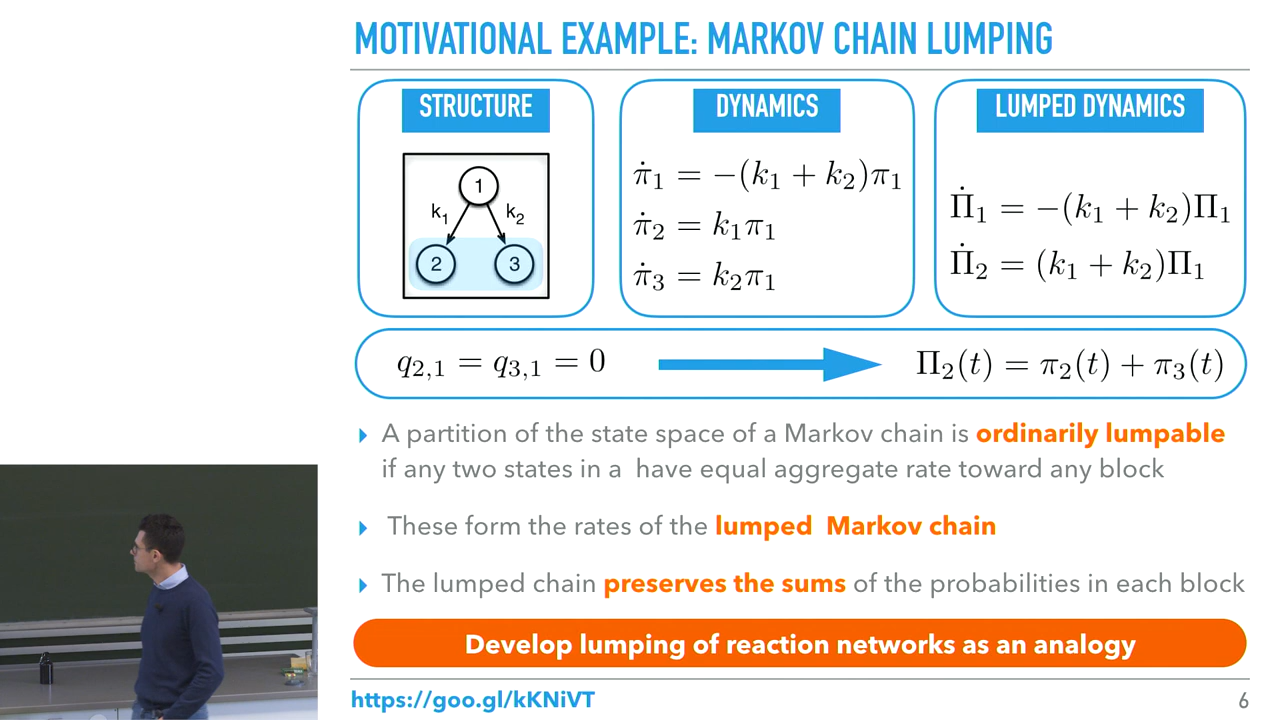 MOTIVATIONAL EXAMPLE: MARKOV CHAIN LUMPING
STRUCTURE
1
k₁ k₂
2 3
DYNAMICS
π̇₁ = −(k₁ + k₂)π₁
π̇₂ = k₁π₁
π̇₃ = k₂π₁
LUMPED DYNAMICS
Π̇₁ = −(k₁ + k₂)Π₁
Π̇₂ = (k₁ + k₂)Π₁
q₂,₁ = q₃,₁ = 0
Π₂(t) = π₂(t) + π₃(t)
A partition of the state space of a Markov chain is ordinarily lumpable
if any two states in a have equal aggregate rate toward any block
These form the rates of the lumped Markov chain
The lumped chain preserves the sums of the probabilities in each block
Develop lumping of reaction networks as an analogy
https://goo.gl/kKNiVT
6